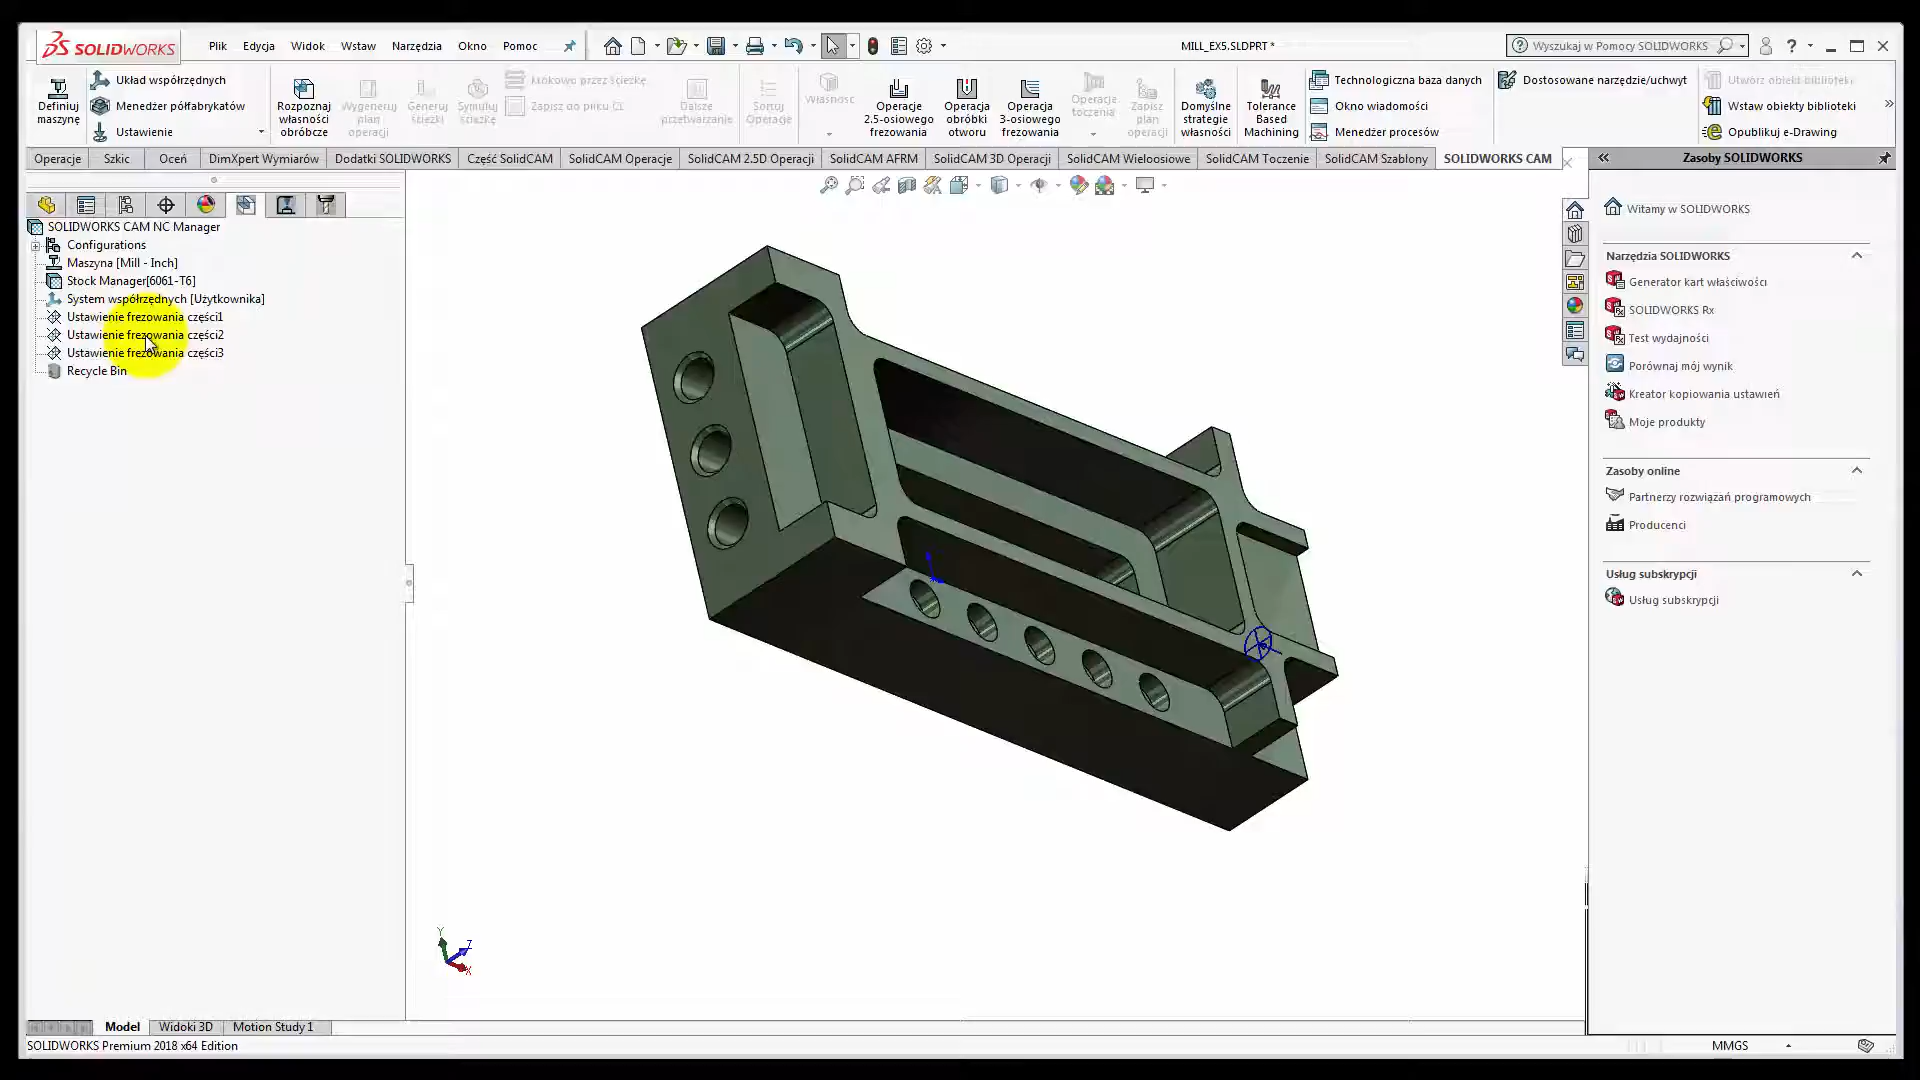 SOLIDWORKS
Plik Edycja Widok Wstaw Narzędzia Okno Pomoc
MILL_EX5.SLDPRT *
Wyszukaj w Pomocy SOLIDWORKS
Definiuj maszynę
Układ współrzędnych
Menedżer półfabrykatów
Ustawienie
Rozpoznaj własności obróbcze
Wygeneruj plan operacji
Generuj ścieżki
Symuluj ścieżkę
Krokowo przez ścieżkę
Zapisz do pliku CL
Dalsze przetwarzanie
Sortuj Operacje
Własność
Operacje 2.5-osiowego frezowania
Operacja obróbki otworu
Operacja 3-osiowego frezowania
Operacje toczenia
Zapisz plan operacji
Domyślne strategie własności
Tolerance Based Machining
Technologiczna baza danych
Okno wiadomości
Menedżer procesów
Dostosowane narzędzie/uchwyt
Utwórz obiekt biblioteki
Wstaw obiekty biblioteki
Opublikuj e-Drawing
Operacje Szkic Oceń DimXpert Wymiarów Dodatki SOLIDWORKS Część SolidCAM SolidCAM Operacje SolidCAM 2.5D Operacji SolidCAM AFRM SolidCAM 3D Operacji SolidCAM Wieloosiowe SolidCAM Toczenie SolidCAM Szablony SOLIDWORKS CAM
Zasoby SOLIDWORKS
SOLIDWORKS CAM NC Manager
Configurations
Maszyna [Mill - Inch]
Stock Manager[6061-T6]
System współrzędnych [Użytkownika]
Ustawienie frezowania części1
Ustawienie frezowania części2
Ustawienie frezowania części3
Recycle Bin
Witamy w SOLIDWORKS
Narzędzia SOLIDWORKS
Generator kart właściwości
SOLIDWORKS Rx
Test wydajności
Porównaj mój wynik
Kreator kopiowania ustawień
Moje produkty
Zasoby online
Partnerzy rozwiązań programowych
Producenci
Usług subskrypcji
Usług subskrypcji
Y
Z
X
Model Widoki 3D Motion Study 1
SOLIDWORKS Premium 2018 x64 Edition
MMGS